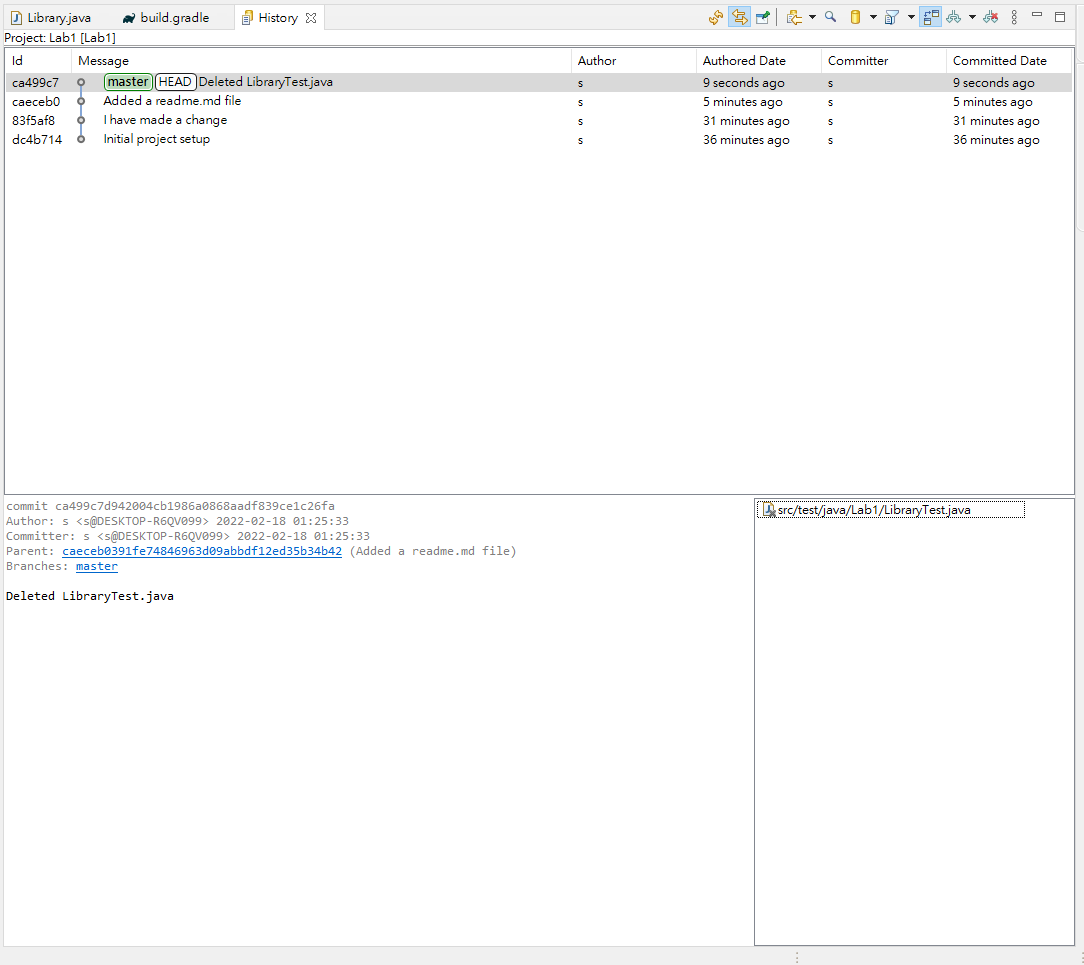 Library.java build.gradle History
Project: Lab1 [Lab1]
Id Message Author Authored Date Committer Committed Date
ca499c7 master HEAD Deleted LibraryTest.java s 9 seconds ago s 9 seconds ago
caeceb0 Added a readme.md file s 5 minutes ago s 5 minutes ago
83f5af8 I have made a change s 31 minutes ago s 31 minutes ago
dc4b714 Initial project setup s 36 minutes ago s 36 minutes ago
commit ca499c7d942004cb1986a0868aadf839ce1c26fa
Author: s <s@DESKTOP-R6QV099> 2022-02-18 01:25:33
Committer: s <s@DESKTOP-R6QV099> 2022-02-18 01:25:33
Parent: caeceb0391fe74846963d09abbdf12ed35b34b42 (Added a readme.md file)
Branches: master
Deleted LibraryTest.java
src/test/java/Lab1/LibraryTest.java